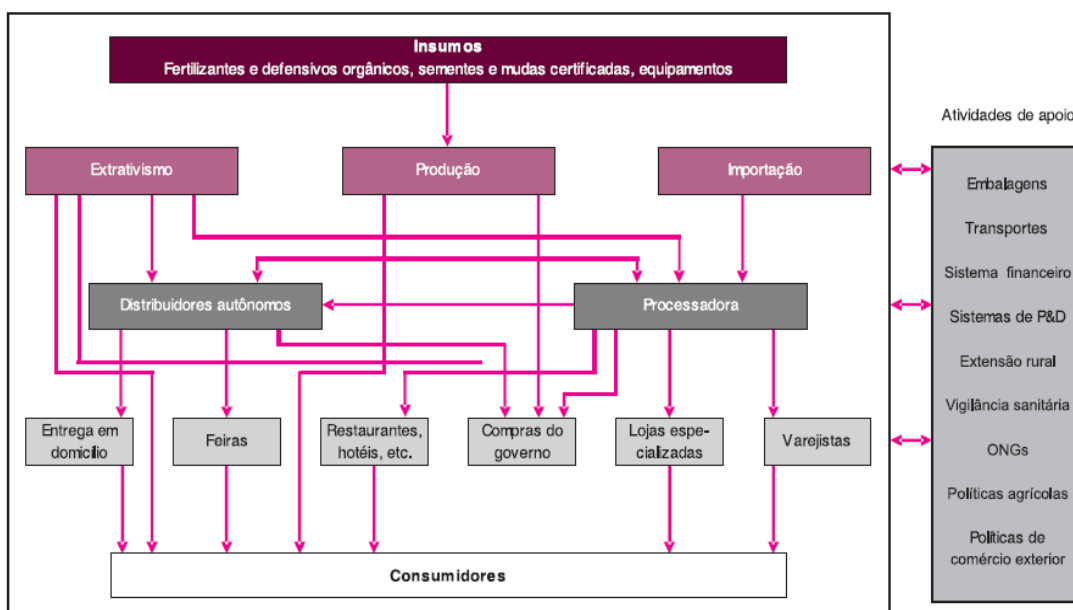 Insumos
Fertilizantes e defensivos orgânicos, sementes e mudas certificadas, equipamentos
Atividades de apoio
Extrativismo
Produção
Importação
Embalagens
Transportes
Sistema financeiro
Distribuidores autônomos
Processadora
Sistemas de P&D
Extensão rural
Vigilância sanitária
Entrega em
domicílio
Feiras
Restaurantes,
hotéis, etc.
Compras do
governo
Lojas espe-
cializadas
Varejistas
ONGs
Políticas agrícolas
Políticas de
comércio exterior
Consumidores